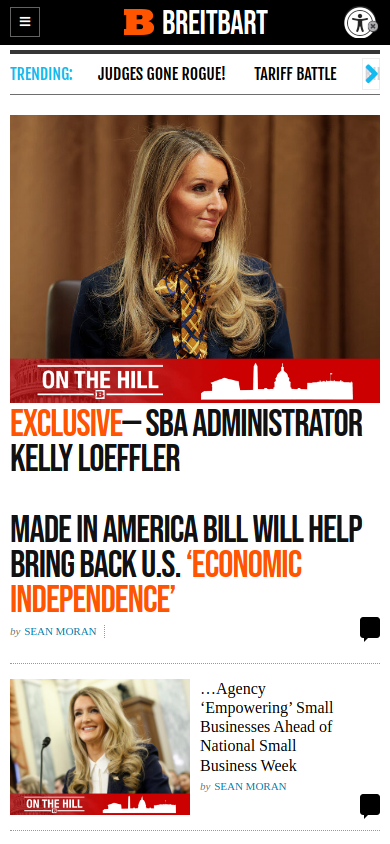 BREITBART
TRENDING: JUDGES GONE ROGUE! TARIFF BATTLE
ON THE HILL
EXCLUSIVE– SBA ADMINISTRATOR
KELLY LOEFFLER
MADE IN AMERICA BILL WILL HELP
BRING BACK U.S. ‘ECONOMIC
INDEPENDENCE’
by SEAN MORAN
…Agency
‘Empowering’ Small
Businesses Ahead of
National Small
Business Week
by SEAN MORAN
ON THE HILL